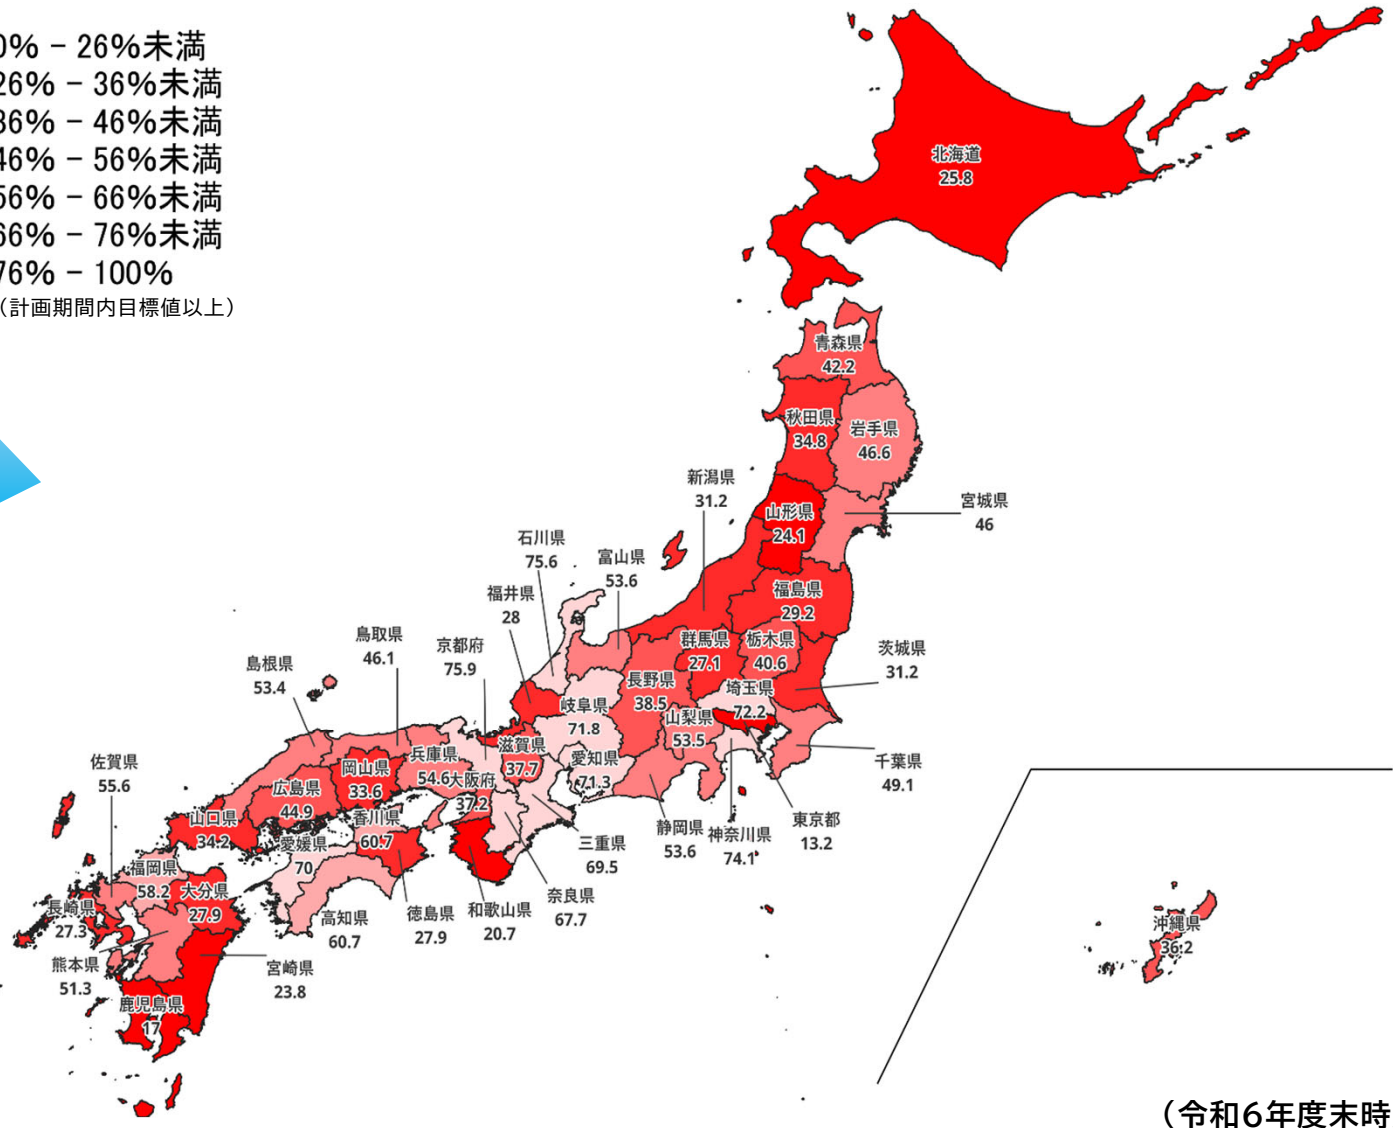 0% – 26%未満
26% – 36%未満
36% – 46%未満
46% – 56%未満
56% – 66%未満
66% – 76%未満
76% – 100%
（計画期間内目標値以上）
北海道
25.8
青森県
42.2
秋田県
34.8
岩手県
46.6
新潟県
31.2
山形県
24.1
宮城県
46
石川県
75.6
富山県
53.6
福井県
28
福島県
29.2
鳥取県
46.1
京都府
75.9
群馬県
27.1
栃木県
40.6
茨城県
31.2
島根県
53.4
長野県
38.5
埼玉県
72.2
岐阜県
71.8
山梨県
53.5
佐賀県
55.6
岡山県
33.6
兵庫県
54.6
滋賀県
37.7
愛知県
71.3
千葉県
49.1
広島県
44.9
大阪府
37.2
山口県
34.2
香川県
60.7
静岡県
53.6
神奈川県
74.1
東京都
13.2
愛媛県
70
三重県
69.5
福岡県
58.2
大分県
27.9
奈良県
67.7
長崎県
27.3
高知県
60.7
徳島県
27.9
和歌山県
20.7
熊本県
51.3
宮崎県
23.8
沖縄県
36.2
鹿児島県
17
（令和6年度末時